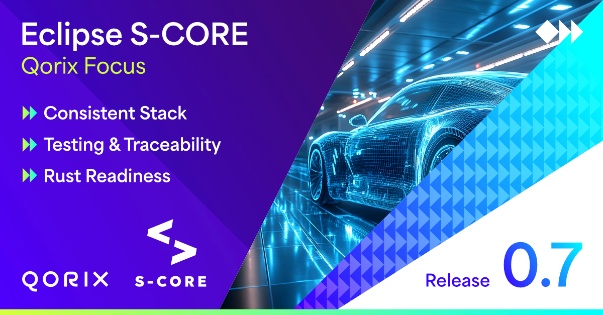 Eclipse S-CORE
Qorix Focus
Consistent Stack
Testing & Traceability
Rust Readiness
QORIX
S-CORE
Release 0.7